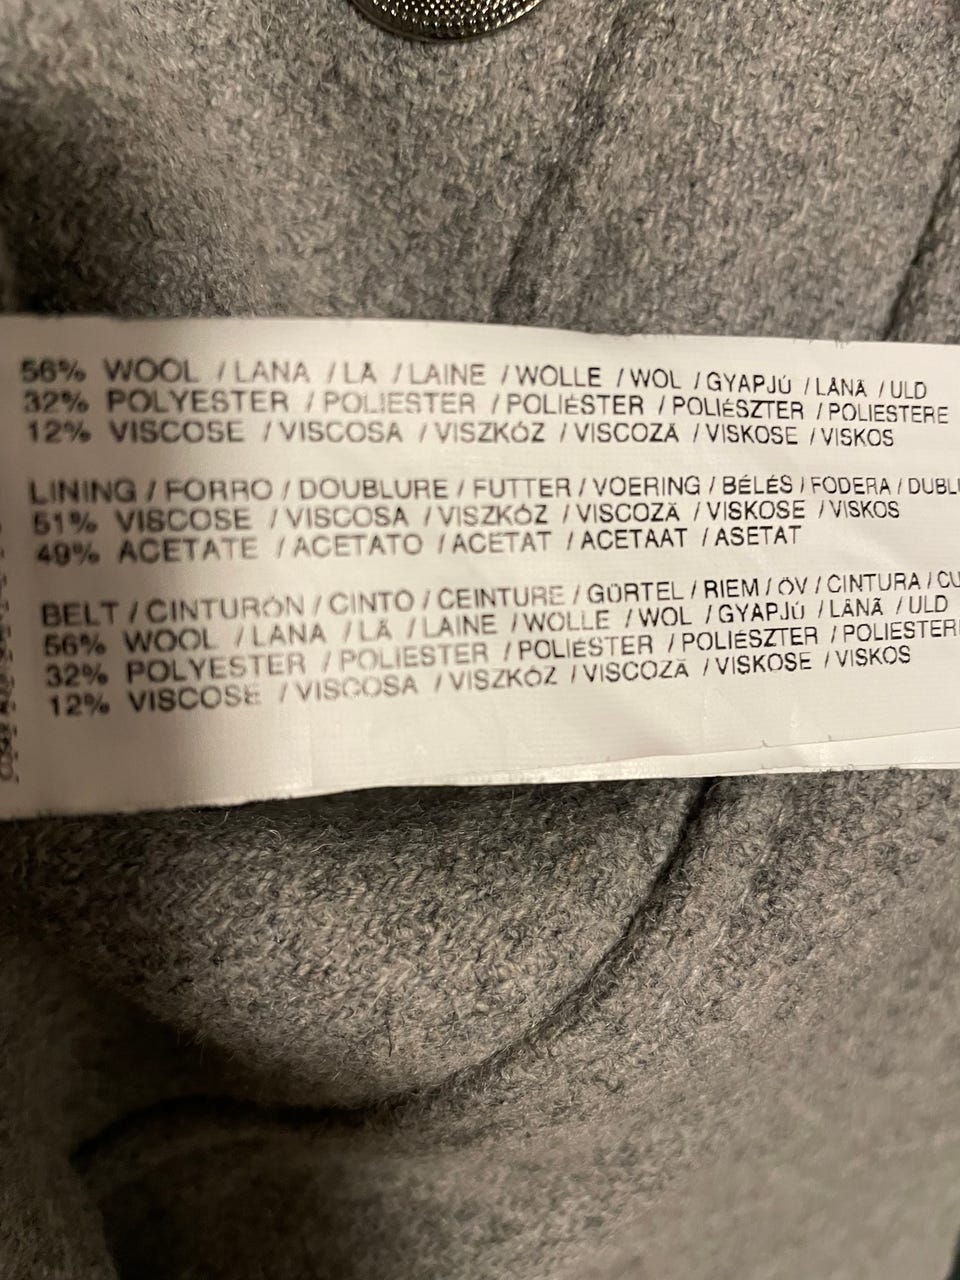 56% WOOL / LANA / LÃ / LAINE / WOLLE / WOL / GYAPJÚ / LÂNĂ / ULD
32% POLYESTER / POLIESTER / POLIÉSTER / POLIÉSZTER / POLIESTERE
12% VISCOSE / VISCOSA / VISZKÓZ / VISCOZĂ / VISKOSE / VISKOS
LINING / FORRO / DOUBLURE / FUTTER / VOERING / BÉLÉS / FODERA /
51% VISCOSE / VISCOSA / VISZKÓZ / VISCOZĂ / VISKOSE / VISKOS
49% ACETATE / ACETATO / ACETAT / ACETAAT / ASETAT
BELT / CINTURÓN / CINTO / CEINTURE / GÜRTEL / RIEM / ÖV / CINTURA /
56% WOOL / LANA / LÃ / LAINE / WOLLE / WOL / GYAPJÚ / LÂNĂ / ULD
32% POLYESTER / POLIESTER / POLIÉSTER / POLIÉSZTER /
12% VISCOSE / VISCOSA / VISZKÓZ / VISCOZĂ / VISKOSE / VISKOS